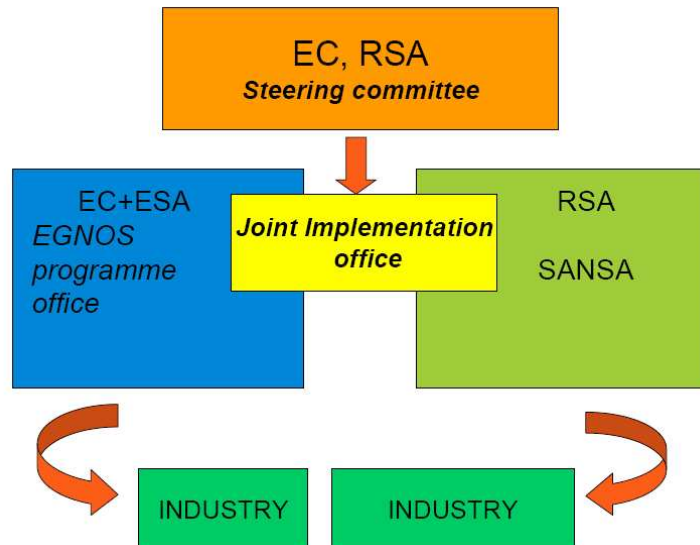 EC, RSA
Steering committee
EC+ESA
EGNOS
programme
office
Joint Implementation
office
RSA
SANSA
INDUSTRY
INDUSTRY